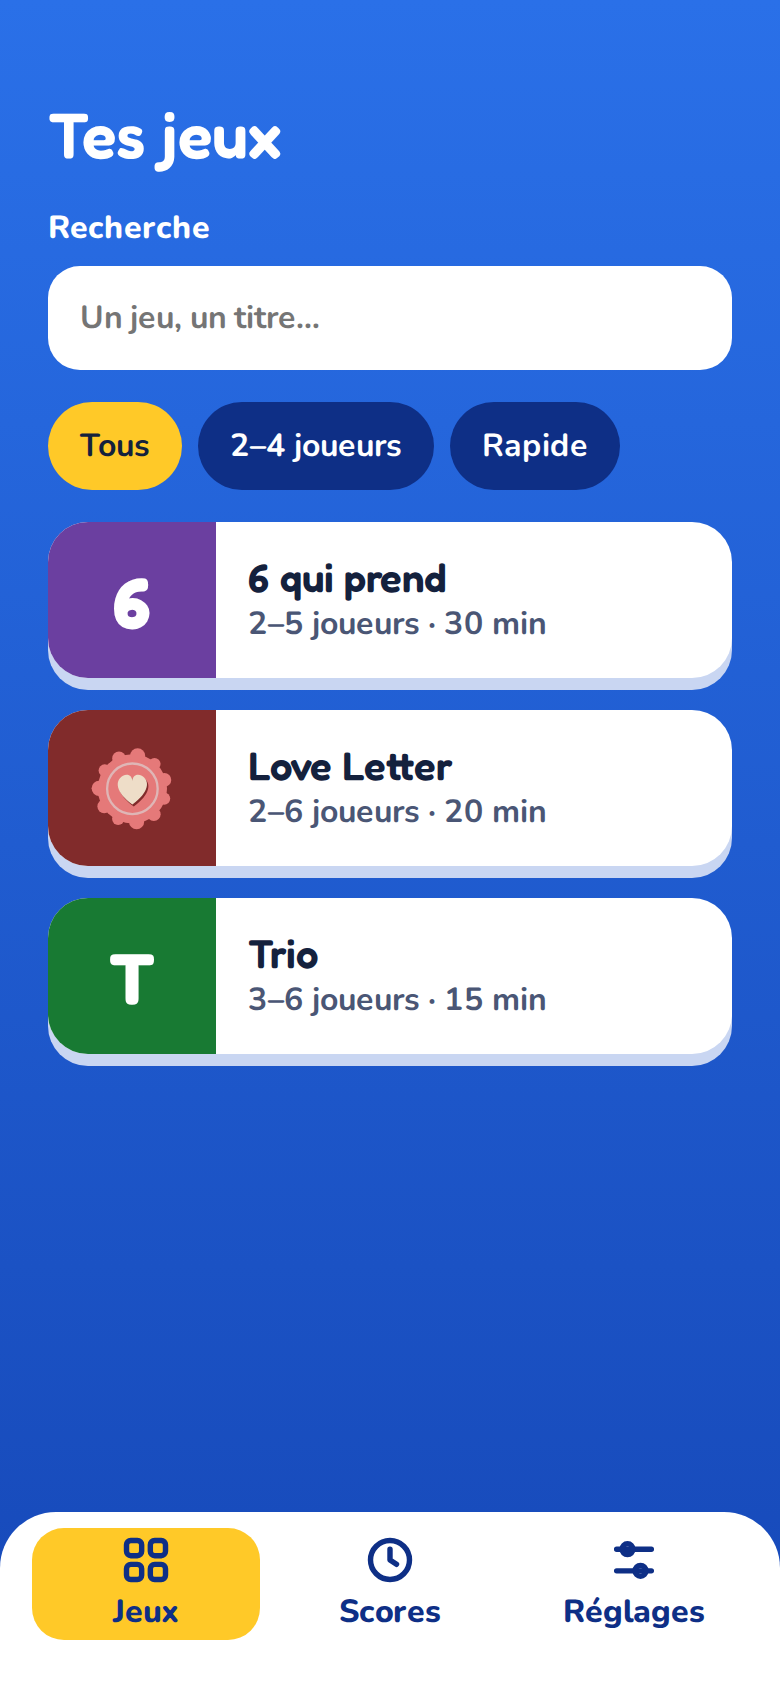 Tes jeux
Recherche
Un jeu, un titre...
Tous
2–4 joueurs
Rapide
6
6 qui prend
2–5 joueurs · 30 min
Love Letter
2–6 joueurs · 20 min
T
Trio
3–6 joueurs · 15 min
Jeux
Scores
Réglages